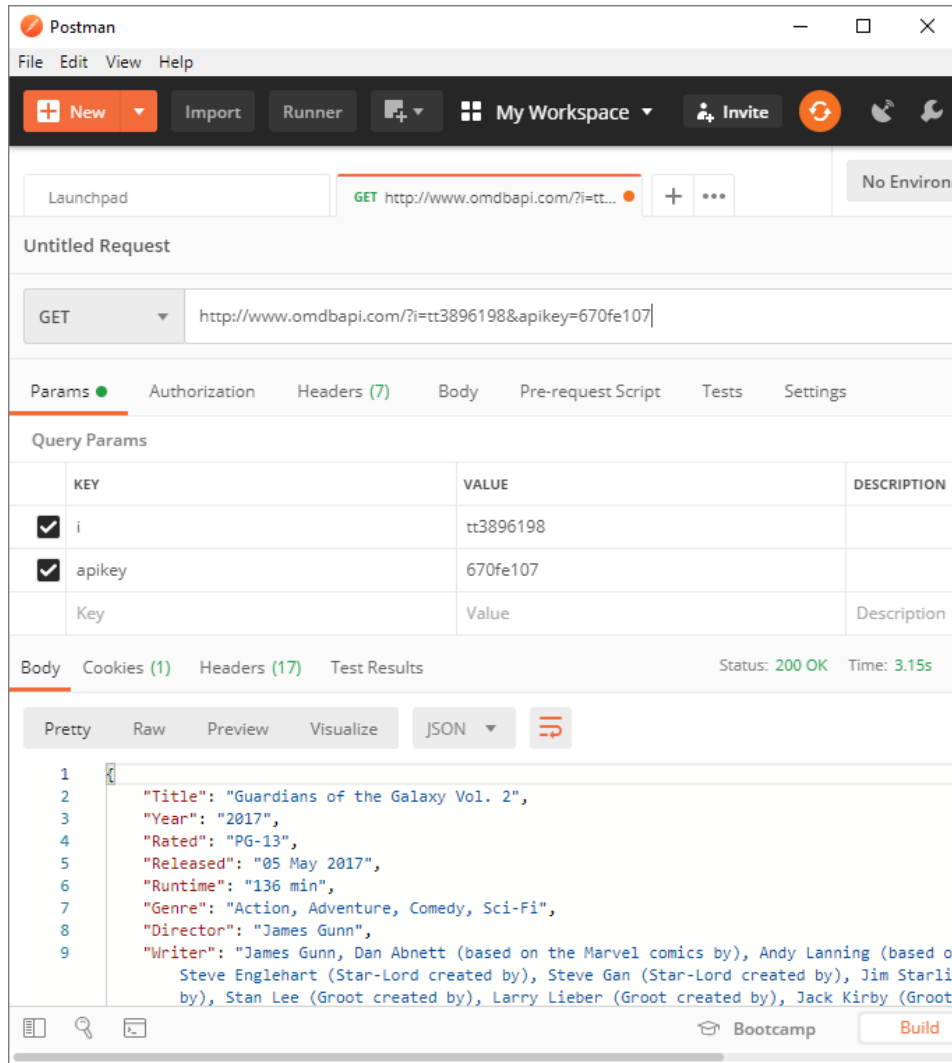 Postman
File Edit View Help
New Import Runner My Workspace Invite
Launchpad GET http://www.omdbapi.com/?i=tt... No Environ
Untitled Request
GET http://www.omdbapi.com/?i=tt3896198&apikey=670fe107
Params Authorization Headers (7) Body Pre-request Script Tests Settings
Query Params
KEY VALUE DESCRIPTION
i tt3896198
apikey 670fe107
Key Value Description
Body Cookies (1) Headers (17) Test Results Status: 200 OK Time: 3.15s
Pretty Raw Preview Visualize JSON
1 {
2 "Title": "Guardians of the Galaxy Vol. 2",
3 "Year": "2017",
4 "Rated": "PG-13",
5 "Released": "05 May 2017",
6 "Runtime": "136 min",
7 "Genre": "Action, Adventure, Comedy, Sci-Fi",
8 "Director": "James Gunn",
9 "Writer": "James Gunn, Dan Abnett (based on the Marvel comics by), Andy Lanning (based o
Steve Englehart (Star-Lord created by), Steve Gan (Star-Lord created by), Jim Starli
by), Stan Lee (Groot created by), Larry Lieber (Groot created by), Jack Kirby (Groot
Bootcamp Build